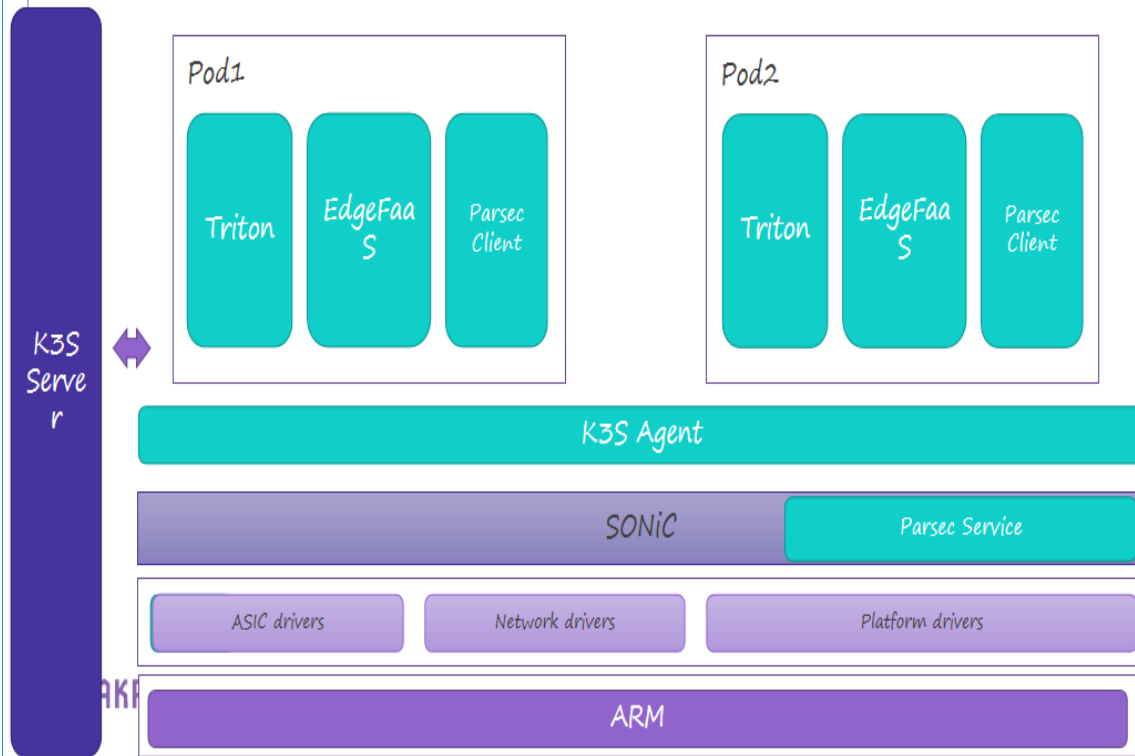 Pod1
Pod2
Triton
EdgeFaa
S
Parsec
Client
Triton
EdgeFaa
S
Parsec
Client
K3S
Serve
r
K3S Agent
SONiC
Parsec Service
ASIC drivers
Network drivers
Platform drivers
ARM